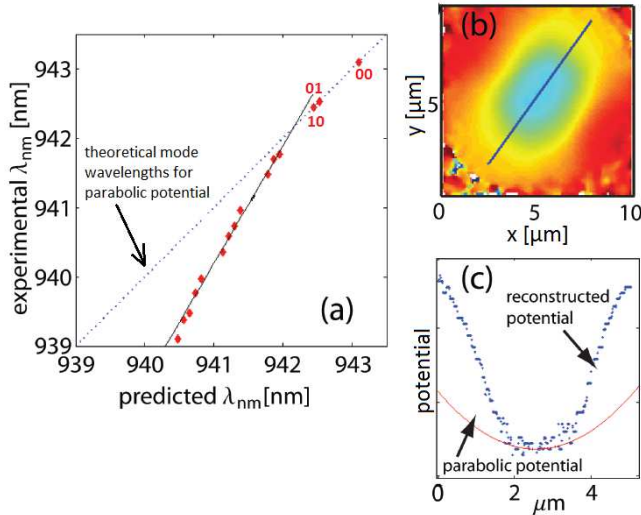 943
942
941
940
939
experimental λnm [nm]
01
00
10
theoretical mode
wavelengths for
parabolic potential
(a)
939 940 941 942 943
predicted λnm[nm]
(b)
y [μm]
5
0 5 10
x [μm]
(c)
reconstructed
potential
potential
parabolic potential
0 2 4
μm